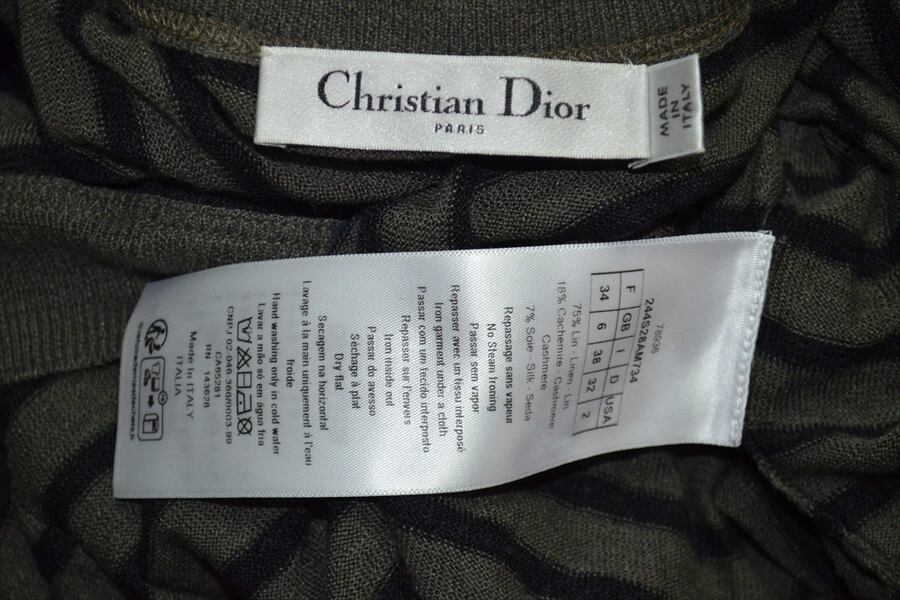 Christian Dior
PARIS
MADE
IN
ITALY
244S28AM734
F GB I D USA
34 6 38 32 2
75% Lin - Linen - Lin
18% Cachemire - Cashmere -
Cashmere
7% Soie - Silk - Seda
Repassage sans vapeur
No Steam Ironing
Passar sem vapor
Repasser avec un tissu interposé
Iron garment under a cloth
Passar com um tecido interposto
Repasser sur l'envers
Iron inside out
Passar do avesso
Séchage à plat
Dry flat
Secagem na horizontal
Lavage à la main uniquement à l'eau
froide
Hand washing only in cold water
Lavar a mão só em água fria
CNPJ 02.046.366/0003-99
CA65281
RN 143628
Made In ITALY
ITALIA